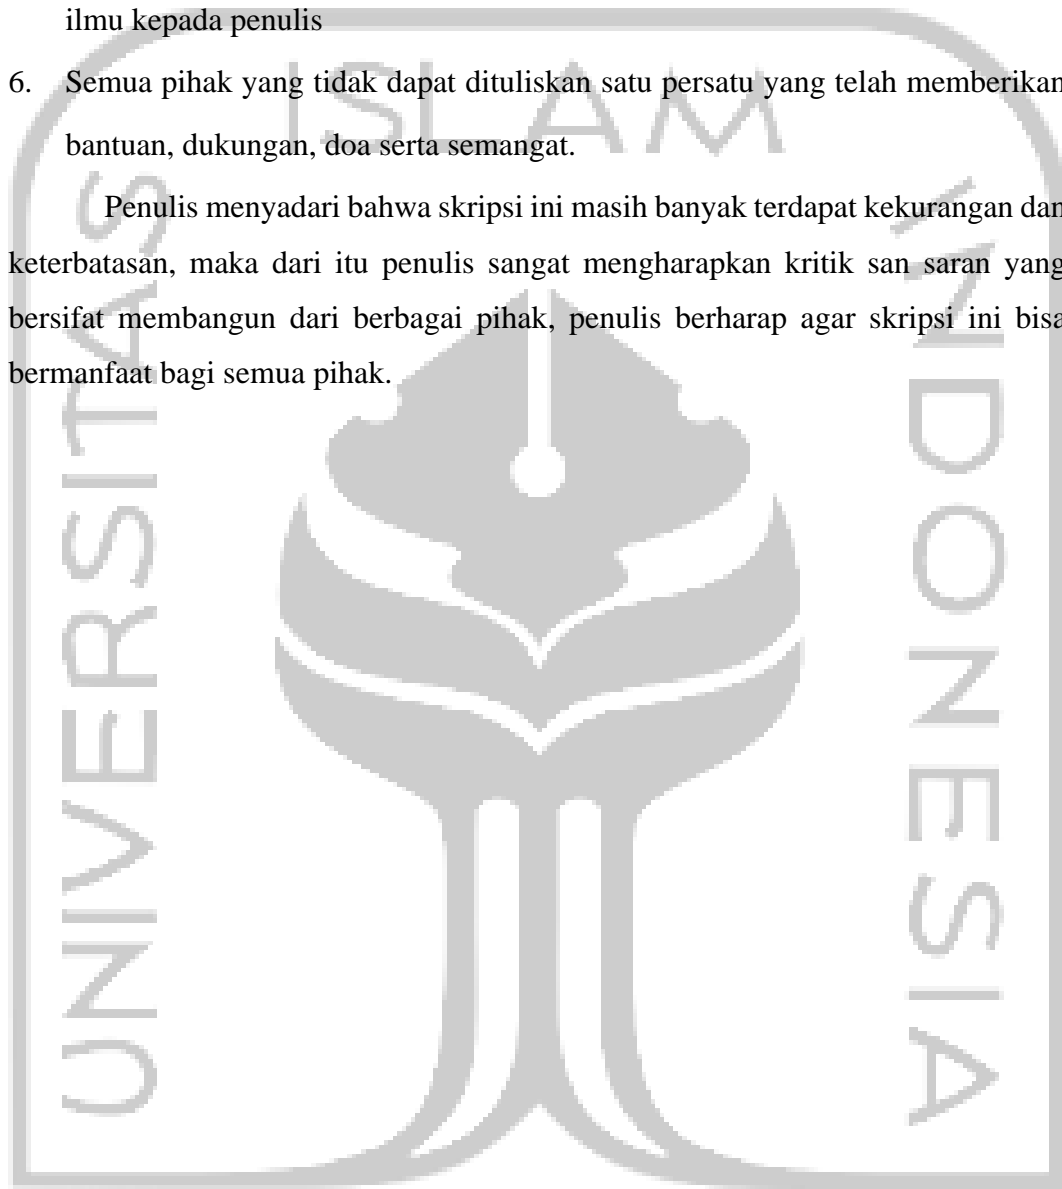 ilmu kepada penulis
6. Semua pihak yang tidak dapat dituliskan satu persatu yang telah memberikan
bantuan, dukungan, doa serta semangat.
Penulis menyadari bahwa skripsi ini masih banyak terdapat kekurangan dan
keterbatasan, maka dari itu penulis sangat mengharapkan kritik san saran yang
bersifat membangun dari berbagai pihak, penulis berharap agar skripsi ini bisa
bermanfaat bagi semua pihak.
UNIVERSITAS
ISLAM
INDONESIA